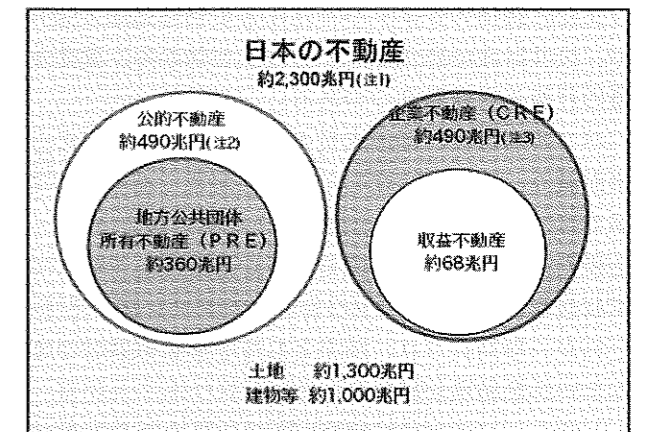 日本の不動産
約2,300兆円(注1)
公的不動産
約490兆円(注2)
地方公共団体
所有不動産（ＰＲＥ）
約360兆円
企業不動産（ＣＲＥ）
約490兆円(注3)
収益不動産
約68兆円
土地　約1,300兆円
建物等 約1,000兆円